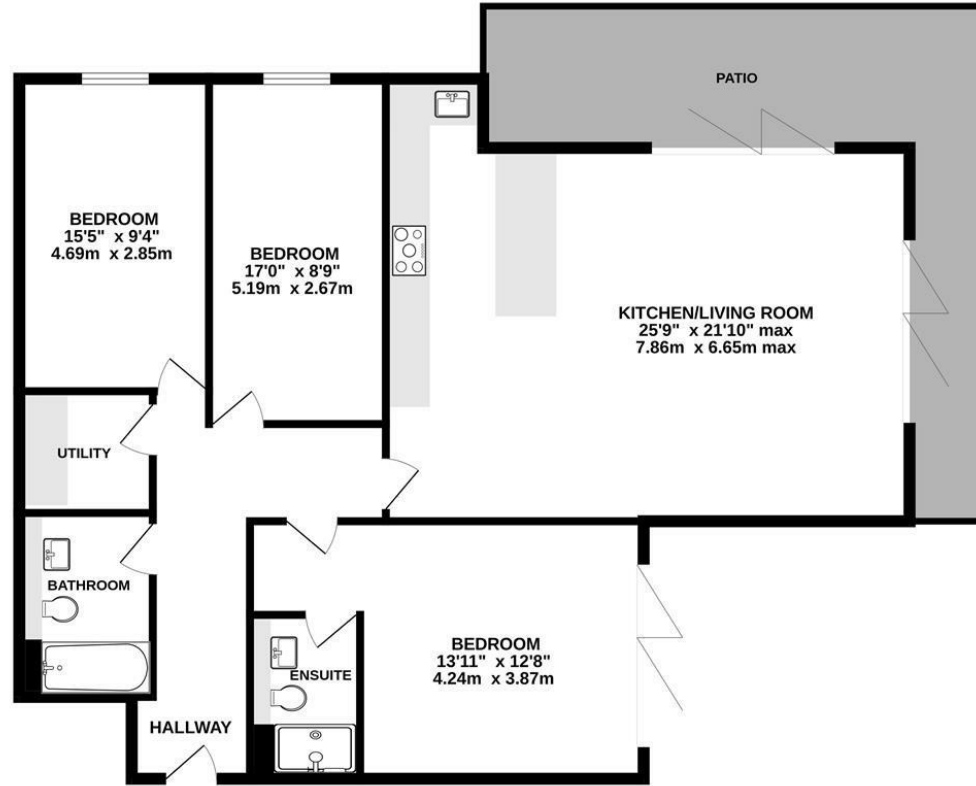 PATIO
BEDROOM
15'5" x 9'4"
4.69m x 2.85m
BEDROOM
17'0" x 8'9"
5.19m x 2.67m
KITCHEN/LIVING ROOM
25'9" x 21'10" max
7.86m x 6.65m max
UTILITY
BATHROOM
BEDROOM
13'11" x 12'8"
4.24m x 3.87m
ENSUITE
HALLWAY